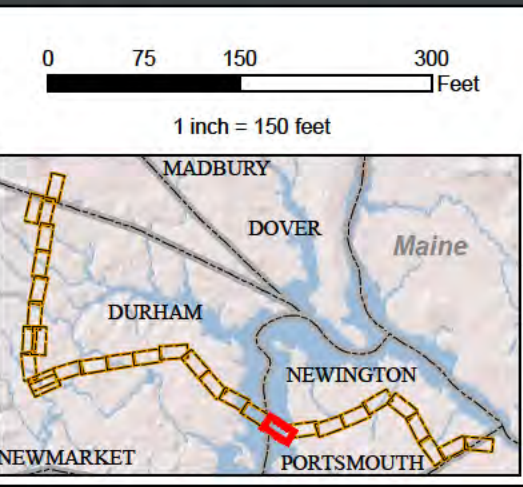 0 75 150 300
Feet
1 inch = 150 feet
MADBURY
DOVER
Maine
DURHAM
NEWINGTON
NEWMARKET
PORTSMOUTH